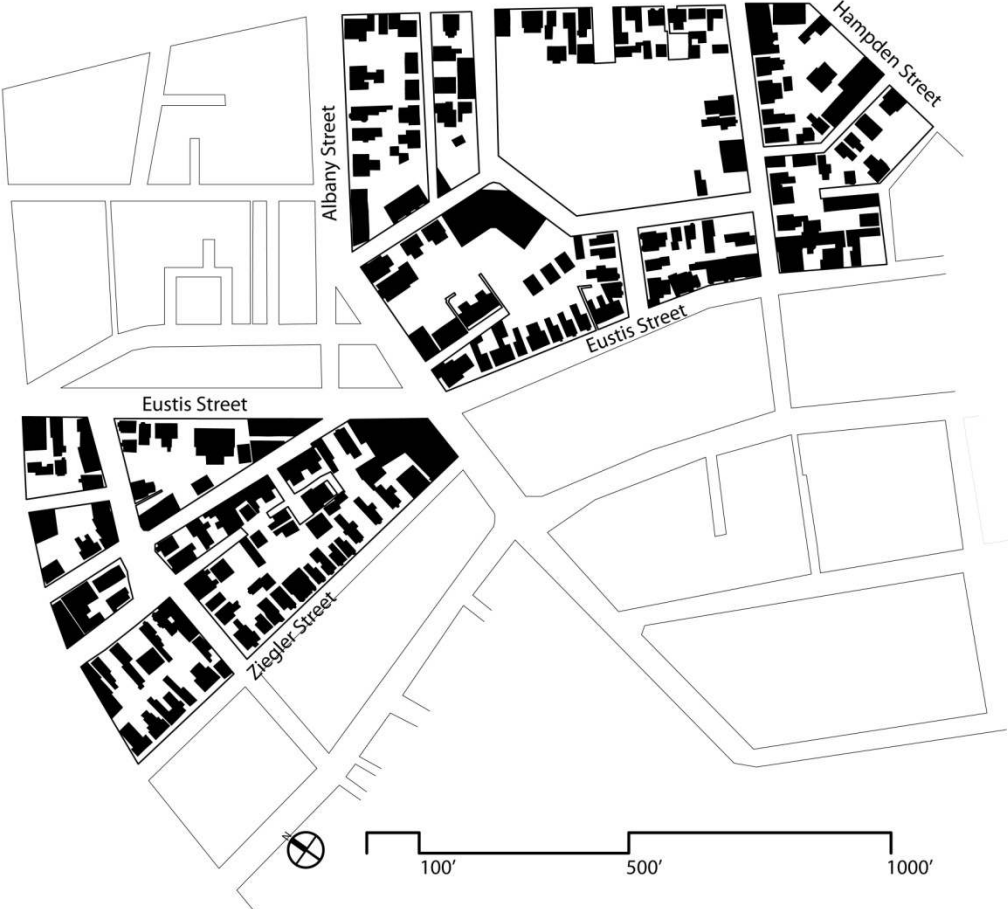 Hampden Street
Albany Street
Eustis Street
Eustis Street
Ziegler Street
N
100'
500'
1000'